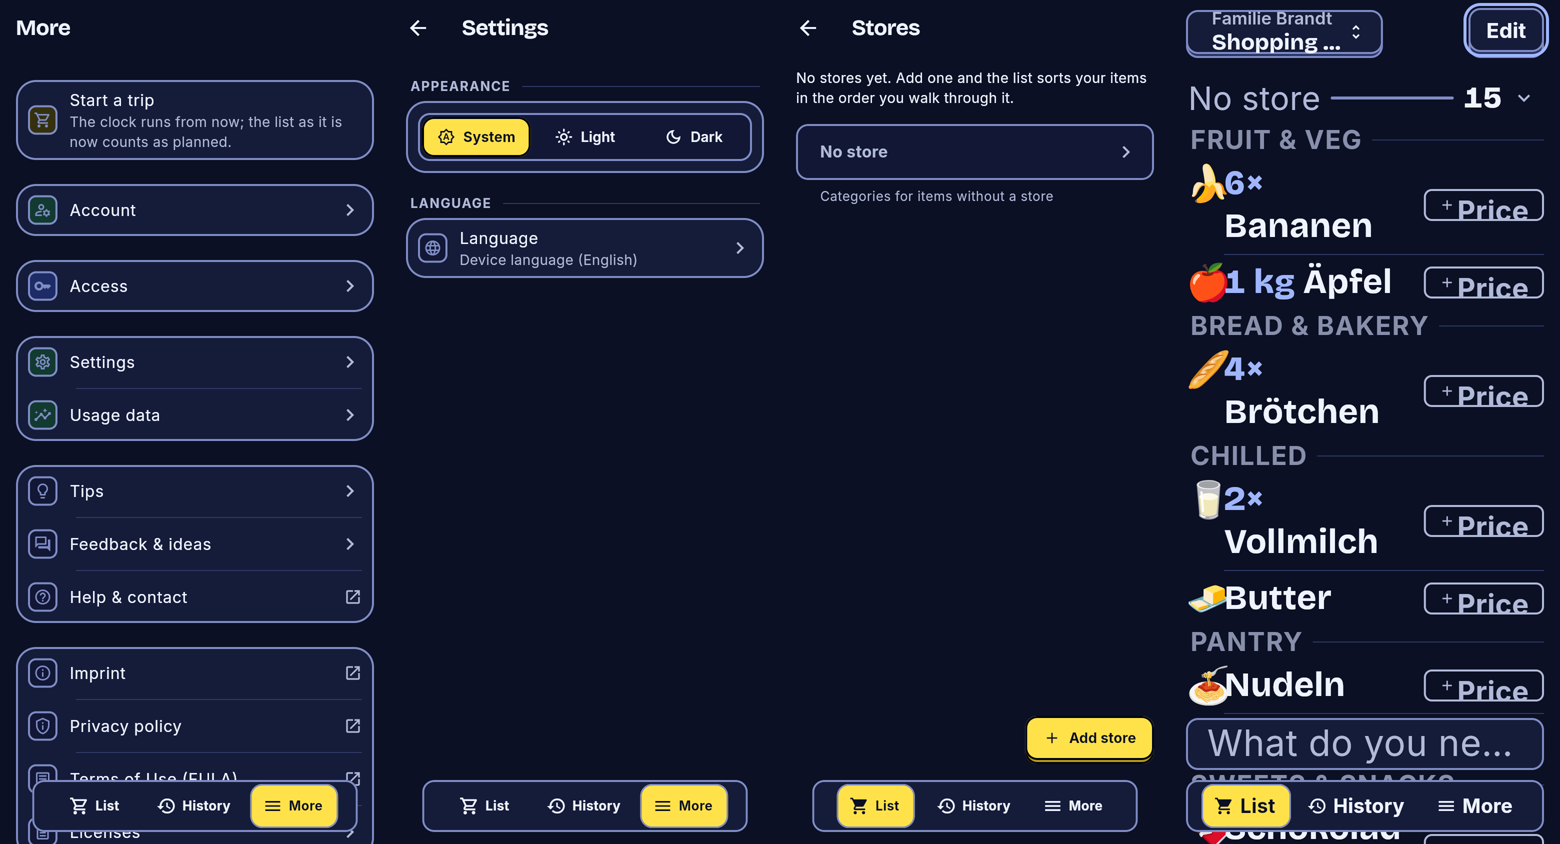 More
Start a trip
The clock runs from now; the list as it is
now counts as planned.
Account
Access
Settings
Usage data
Tips
Feedback & ideas
Help & contact
Imprint
Privacy policy
Terms of Use (EULA)
Licenses
List
History
More
Settings
APPEARANCE
System
Light
Dark
LANGUAGE
Language
Device language (English)
List
History
More
Stores
No stores yet. Add one and the list sorts your items
in the order you walk through it.
No store
Categories for items without a store
+ Add store
List
History
More
Familie Brandt
Shopping ...
Edit
No store 15
FRUIT & VEG
6×
Bananen
+ Price
1 kg Äpfel
+ Price
BREAD & BAKERY
4×
Brötchen
+ Price
CHILLED
2×
Vollmilch
+ Price
Butter
+ Price
PANTRY
Nudeln
+ Price
What do you ne...
SWEETS & SNACKS
List
History
More
Schokolad